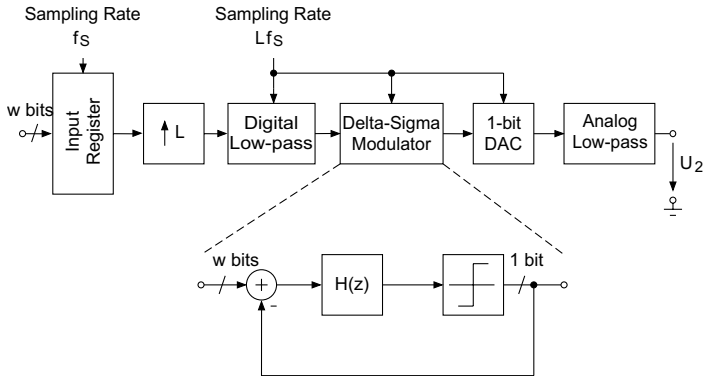 Sampling Rate
fS
Sampling Rate
LfS
w bits
Input
Register
↑ L
Digital
Low-pass
Delta-Sigma
Modulator
1-bit
DAC
Analog
Low-pass
U2
w bits
+
-
H(z)
1 bit